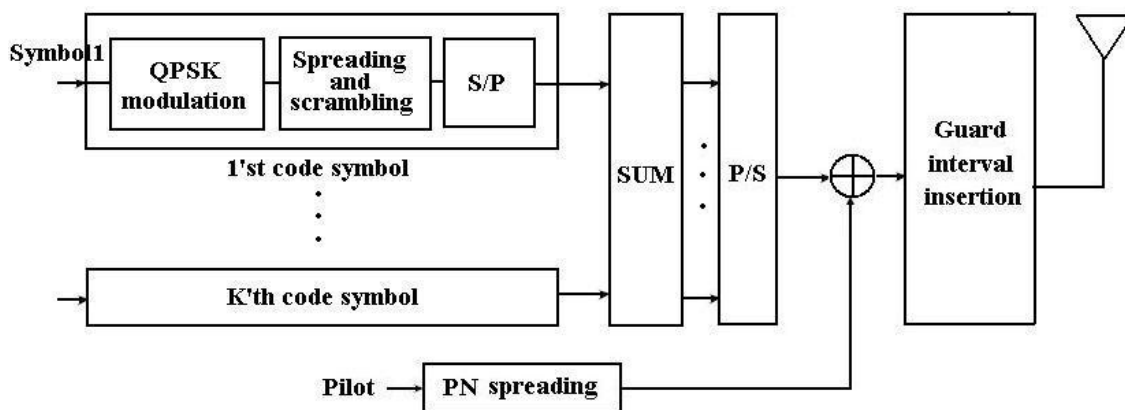 Symbol1
QPSK
modulation
Spreading
and
scrambling
S/P
1'st code symbol
SUM
P/S
Guard
interval
insertion
K'th code symbol
Pilot
PN spreading